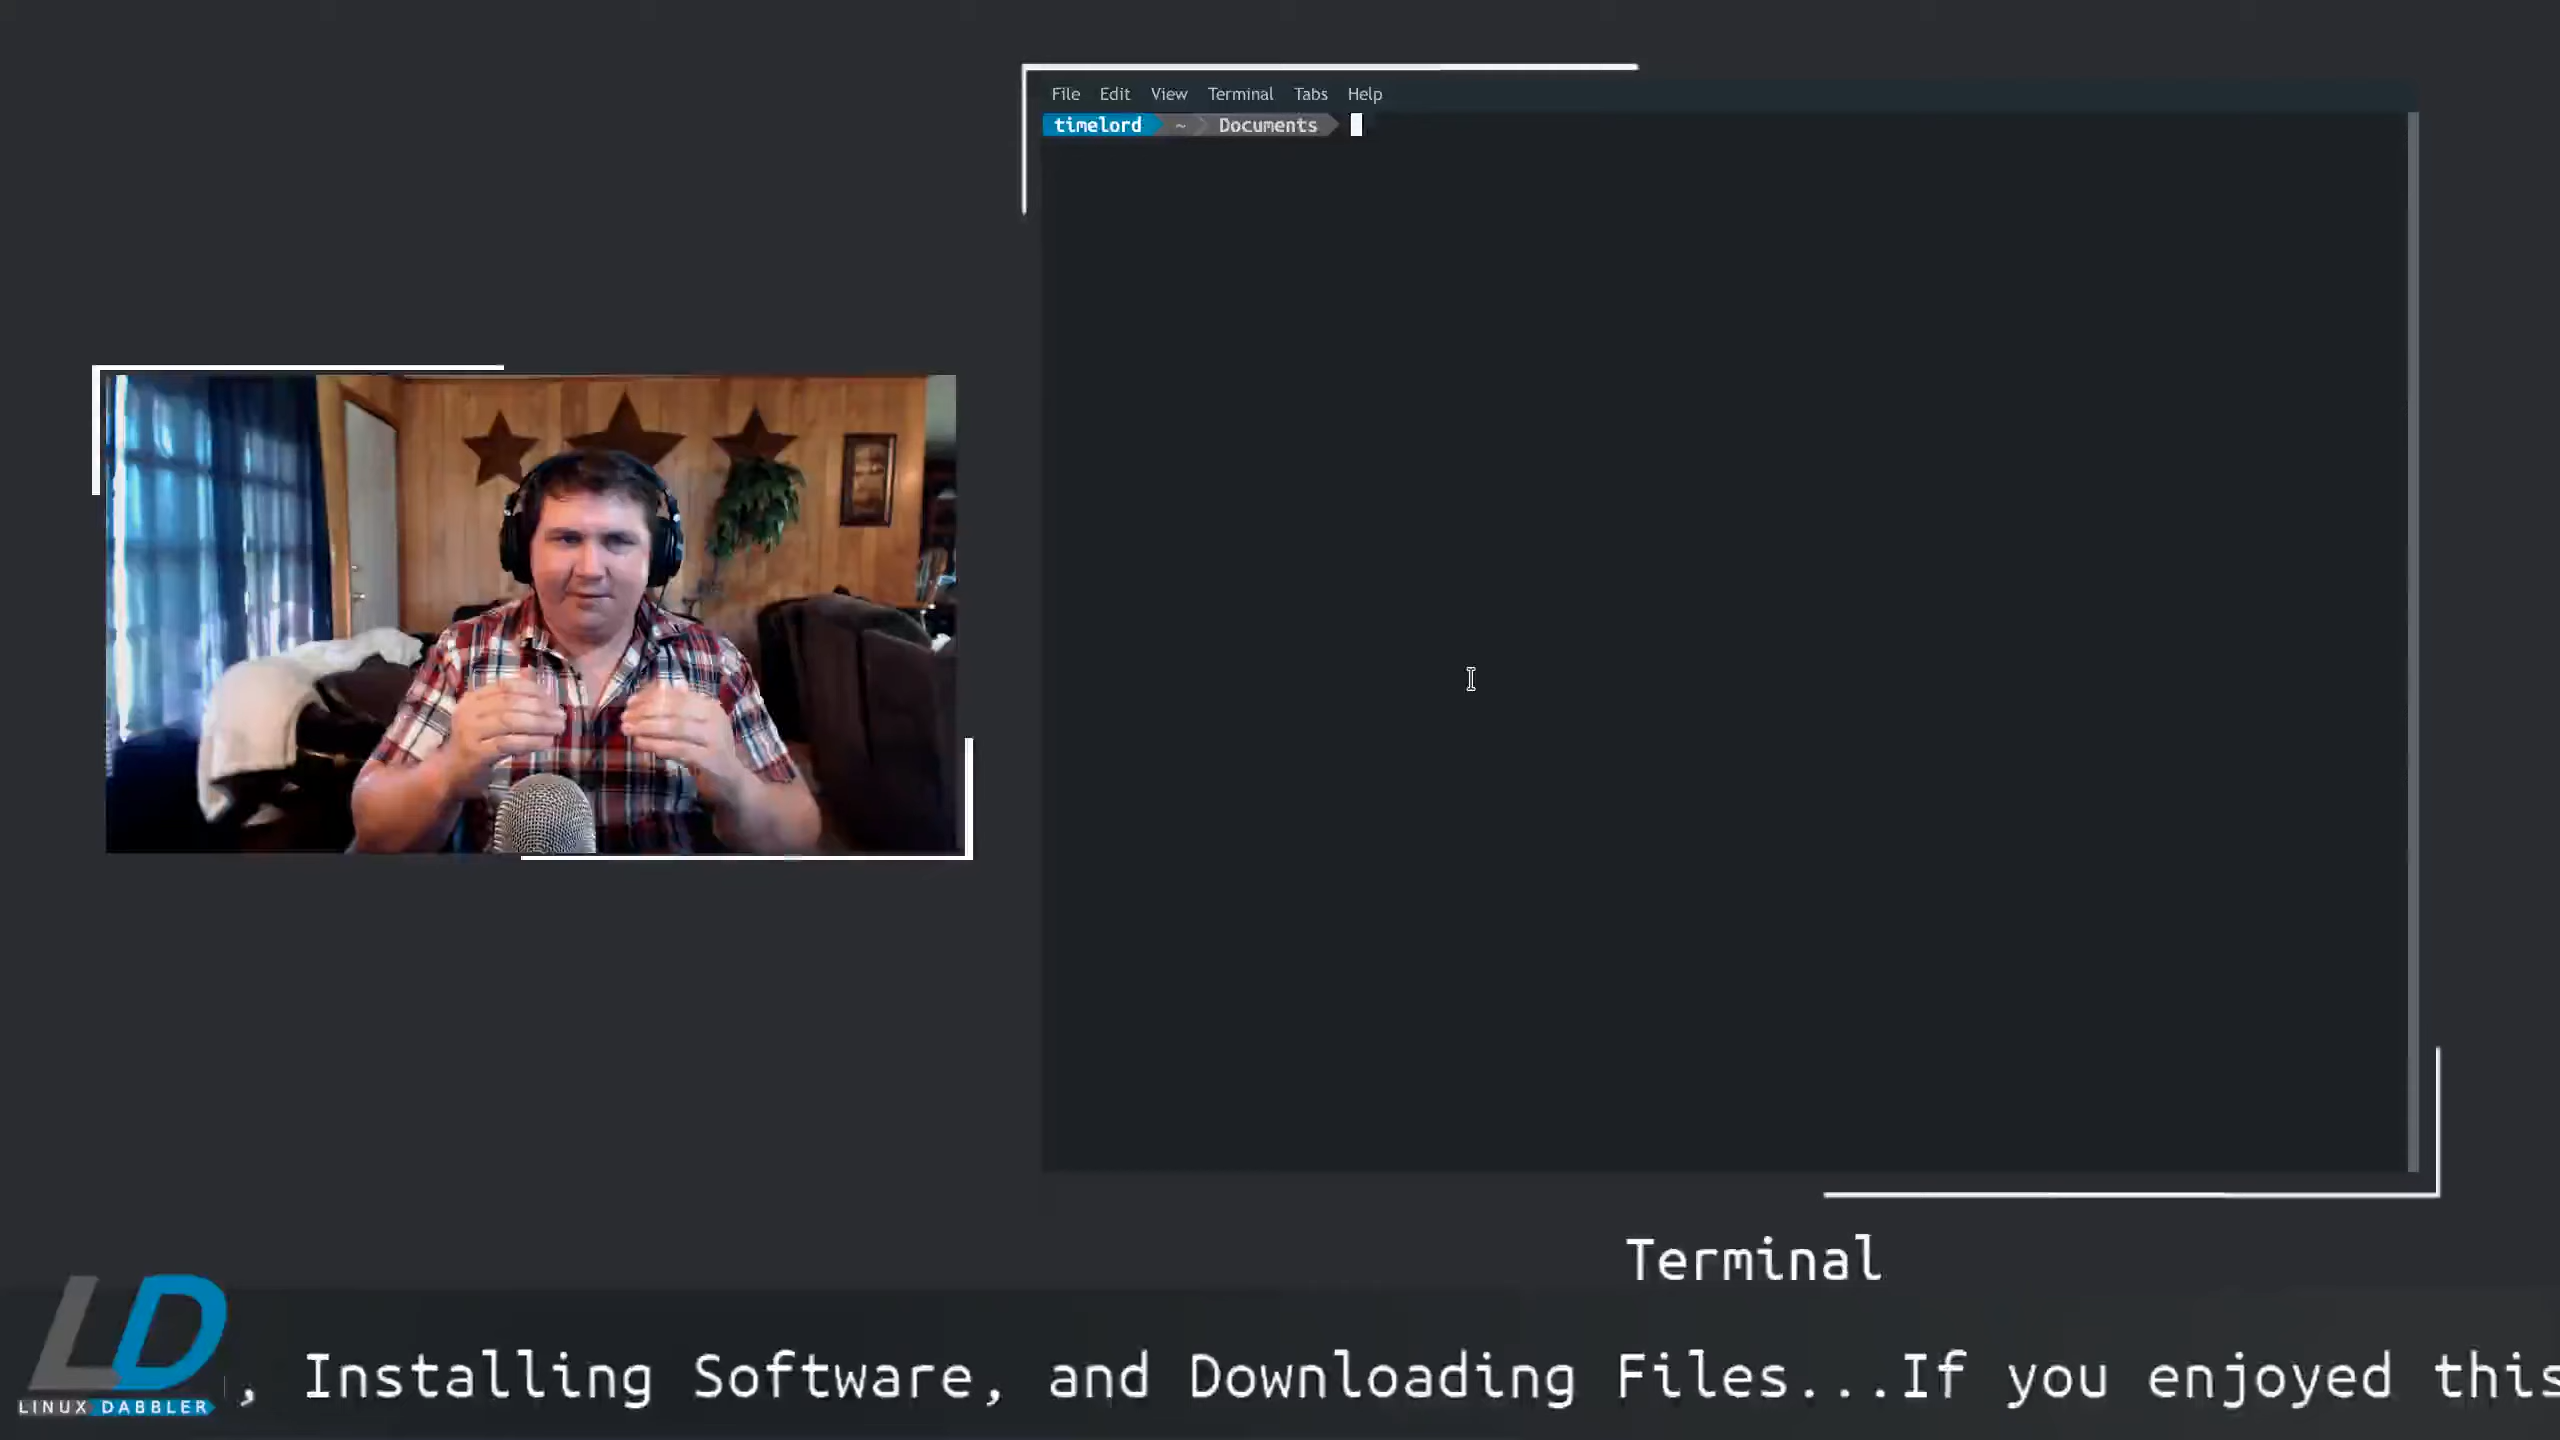 File Edit View Terminal Tabs Help
timelord ~ Documents
Terminal
LD
LINUX DABBLER
, Installing Software, and Downloading Files...If you enjoyed this